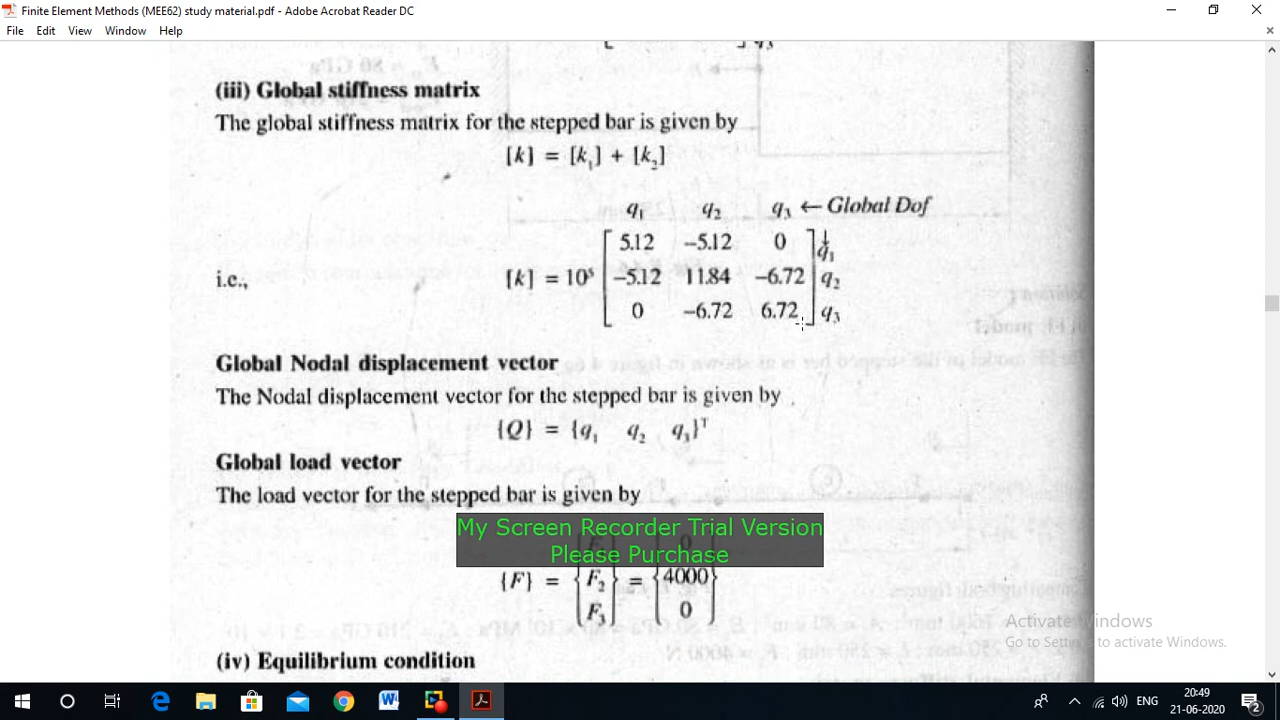 Finite Element Methods (MEE62) study material.pdf - Adobe Acrobat Reader DC
File Edit View Window Help
(iii) Global stiffness matrix
The global stiffness matrix for the stepped bar is given by
[k] = [k₁] + [k₂]
q₁ q₂ q₃ ← Global Dof
5.12 −5.12 0 ↓ q₁
i.e., [k] = 10⁵ −5.12 11.84 −6.72 q₂
0 −6.72 6.72 q₃
Global Nodal displacement vector
The Nodal displacement vector for the stepped bar is given by
{Q} = {q₁ q₂ q₃}ᵀ
Global load vector
The load vector for the stepped bar is given by
My Screen Recorder Trial Version
Please Purchase
{F} = {F₂ = {4000}
F₃ 0
(iv) Equilibrium condition
Activate Windows
Go to Settings to activate Windows.
ENG
20:49
21-06-2020
2